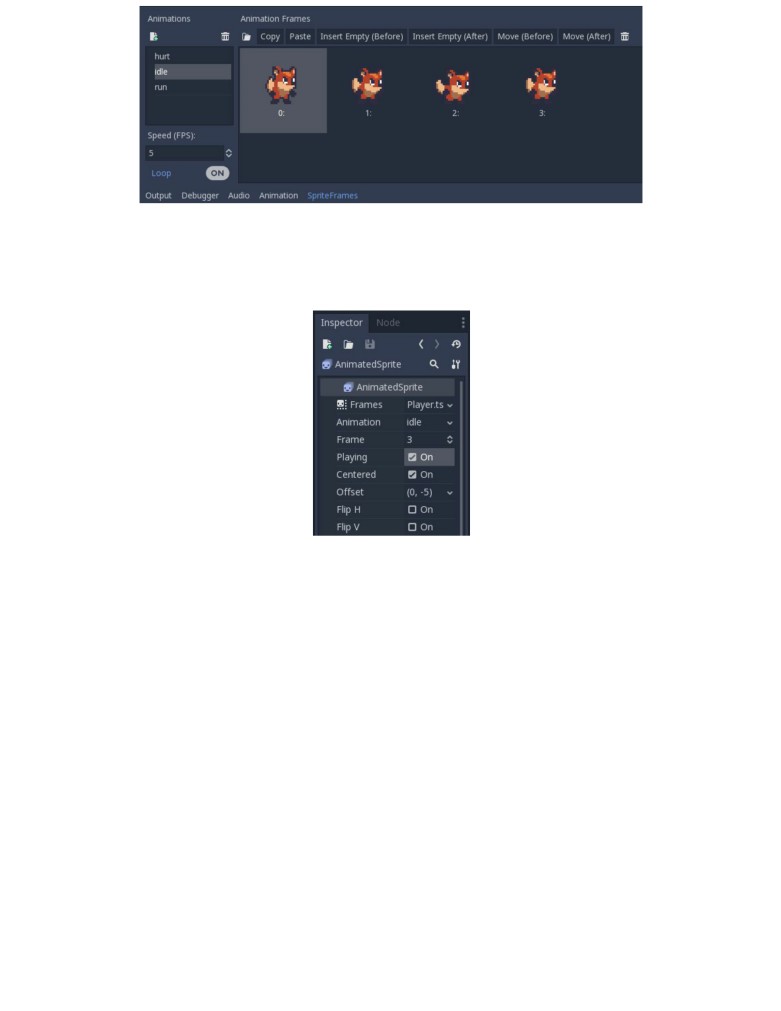 Animations
Animation Frames
Copy Paste Insert Empty (Before) Insert Empty (After) Move (Before) Move (After)
hurt
idle
run
0: 1: 2: 3:
Speed (FPS):
5
Loop ON
Output Debugger Audio Animation SpriteFrames
Inspector Node
AnimatedSprite
AnimatedSprite
Frames Player.ts
Animation idle
Frame 3
Playing On
Centered On
Offset (0, -5)
Flip H On
Flip V On